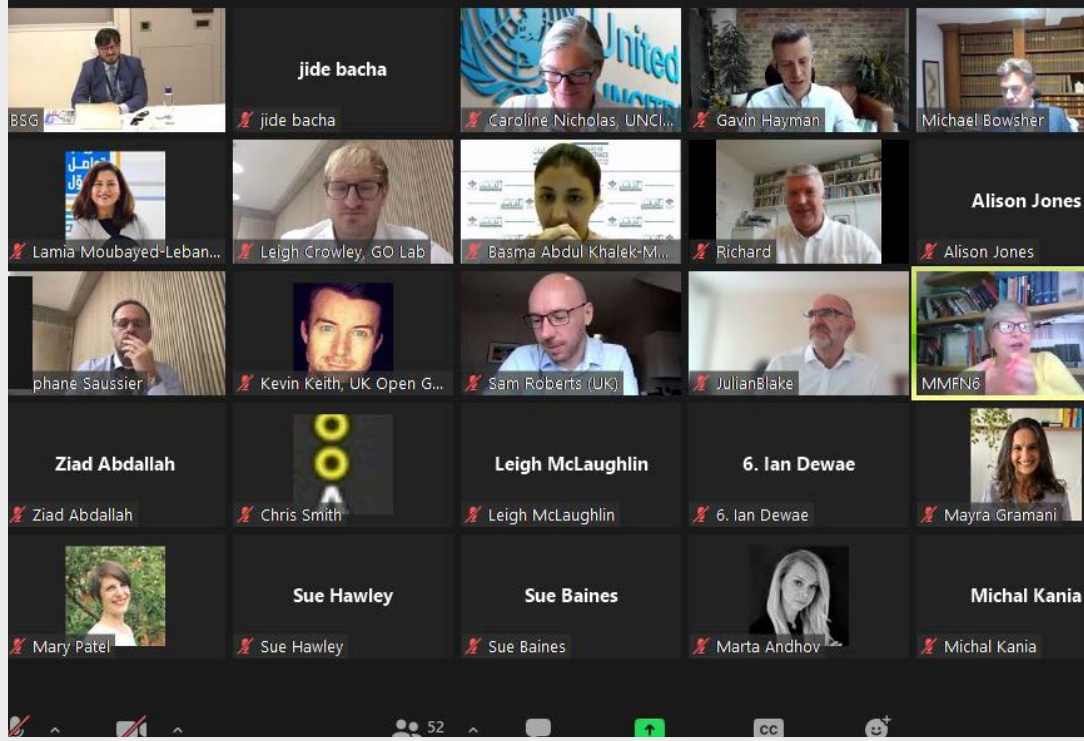 BSG
jide bacha
jide bacha
United
Caroline Nicholas, UNCI...
Gavin Hayman
Michael Bowsher
Lamia Moubayed-Leban...
Leigh Crowley, GO Lab
Basma Abdul Khalek-M...
Richard
Alison Jones
Alison Jones
phane Saussier
Kevin Keith, UK Open G...
Sam Roberts (UK)
JulianBlake
MMFN6
Ziad Abdallah
Ziad Abdallah
Chris Smith
Leigh McLaughlin
Leigh McLaughlin
6. Ian Dewae
6. Ian Dewae
Mayra Gramani
Mary Patel
Sue Hawley
Sue Hawley
Sue Baines
Sue Baines
Marta Andhov
Michal Kania
Michal Kania
52
CC